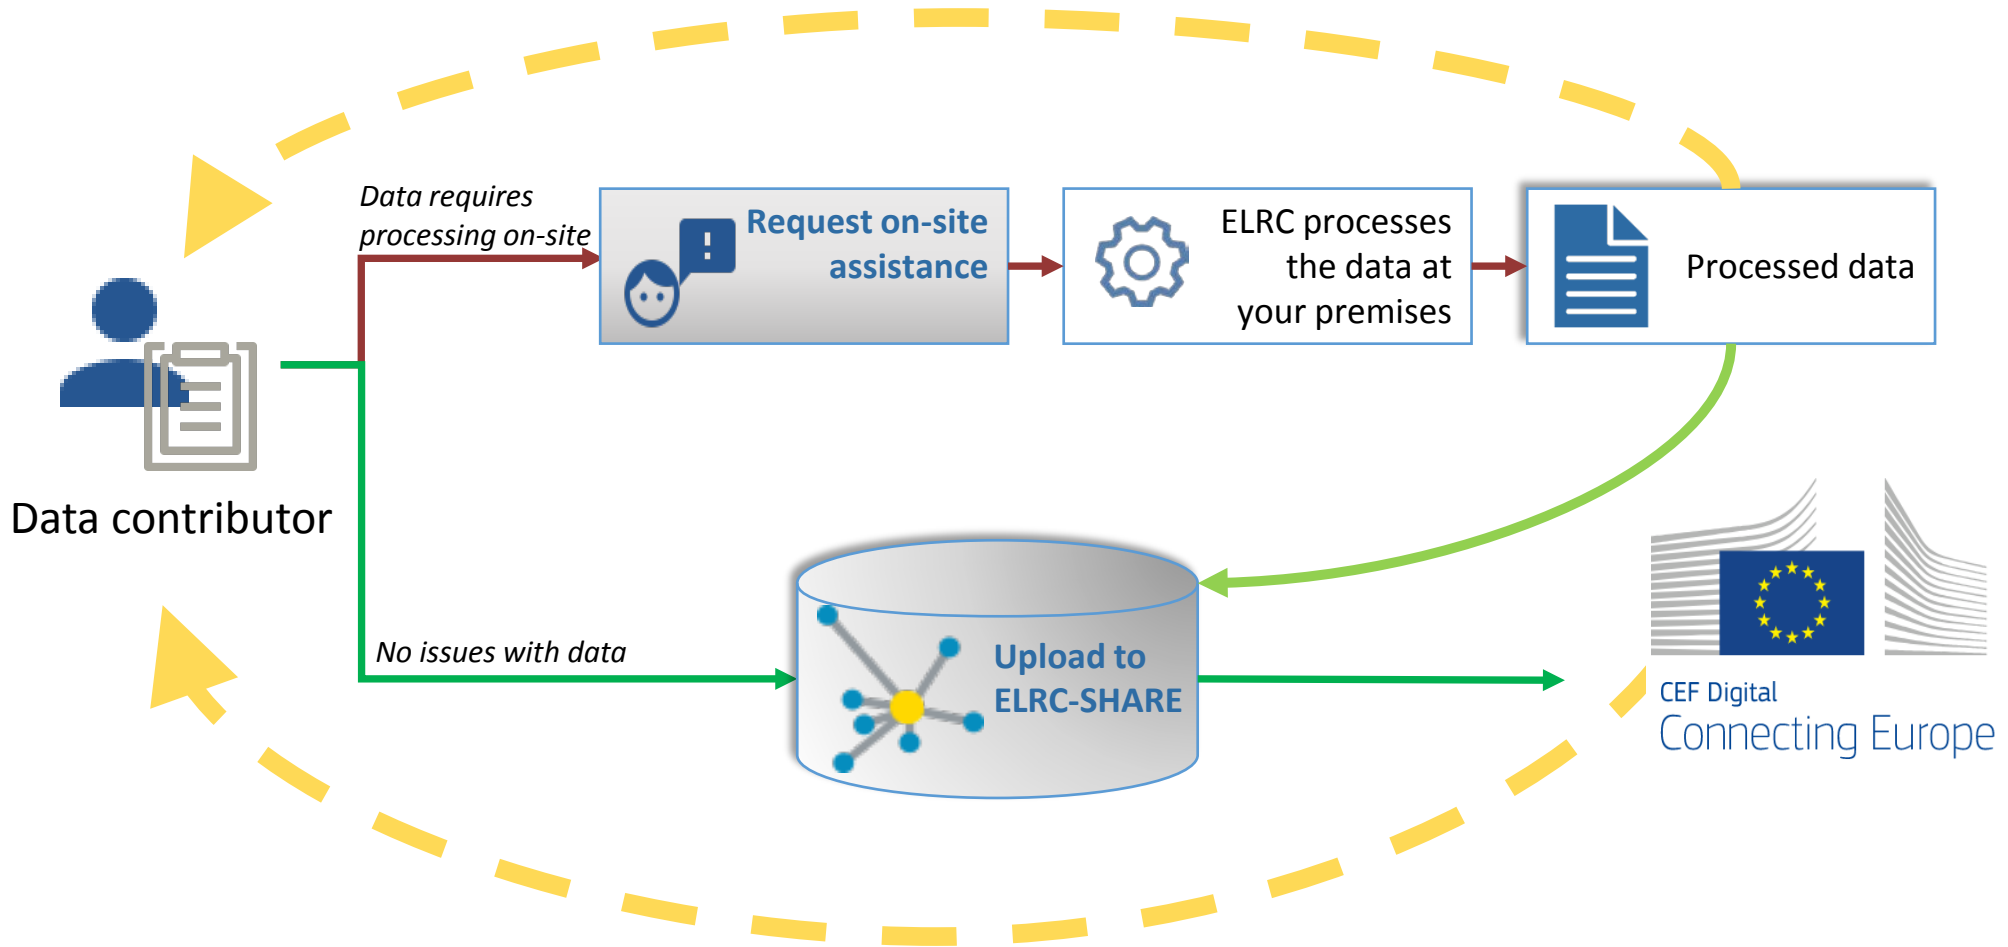 Data requires
processing on-site
Request on-site
assistance
ELRC processes
the data at
your premises
Processed data
Data contributor
No issues with data
Upload to
ELRC-SHARE
CEF Digital
Connecting Europe